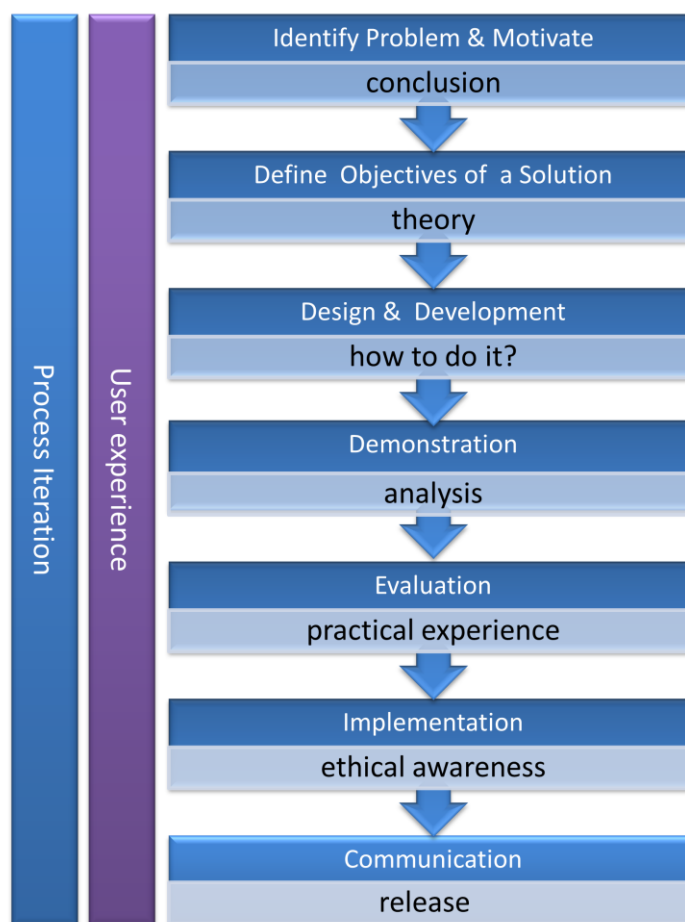 Process Iteration
User experience
Identify Problem & Motivate
conclusion
Define Objectives of a Solution
theory
Design & Development
how to do it?
Demonstration
analysis
Evaluation
practical experience
Implementation
ethical awareness
Communication
release